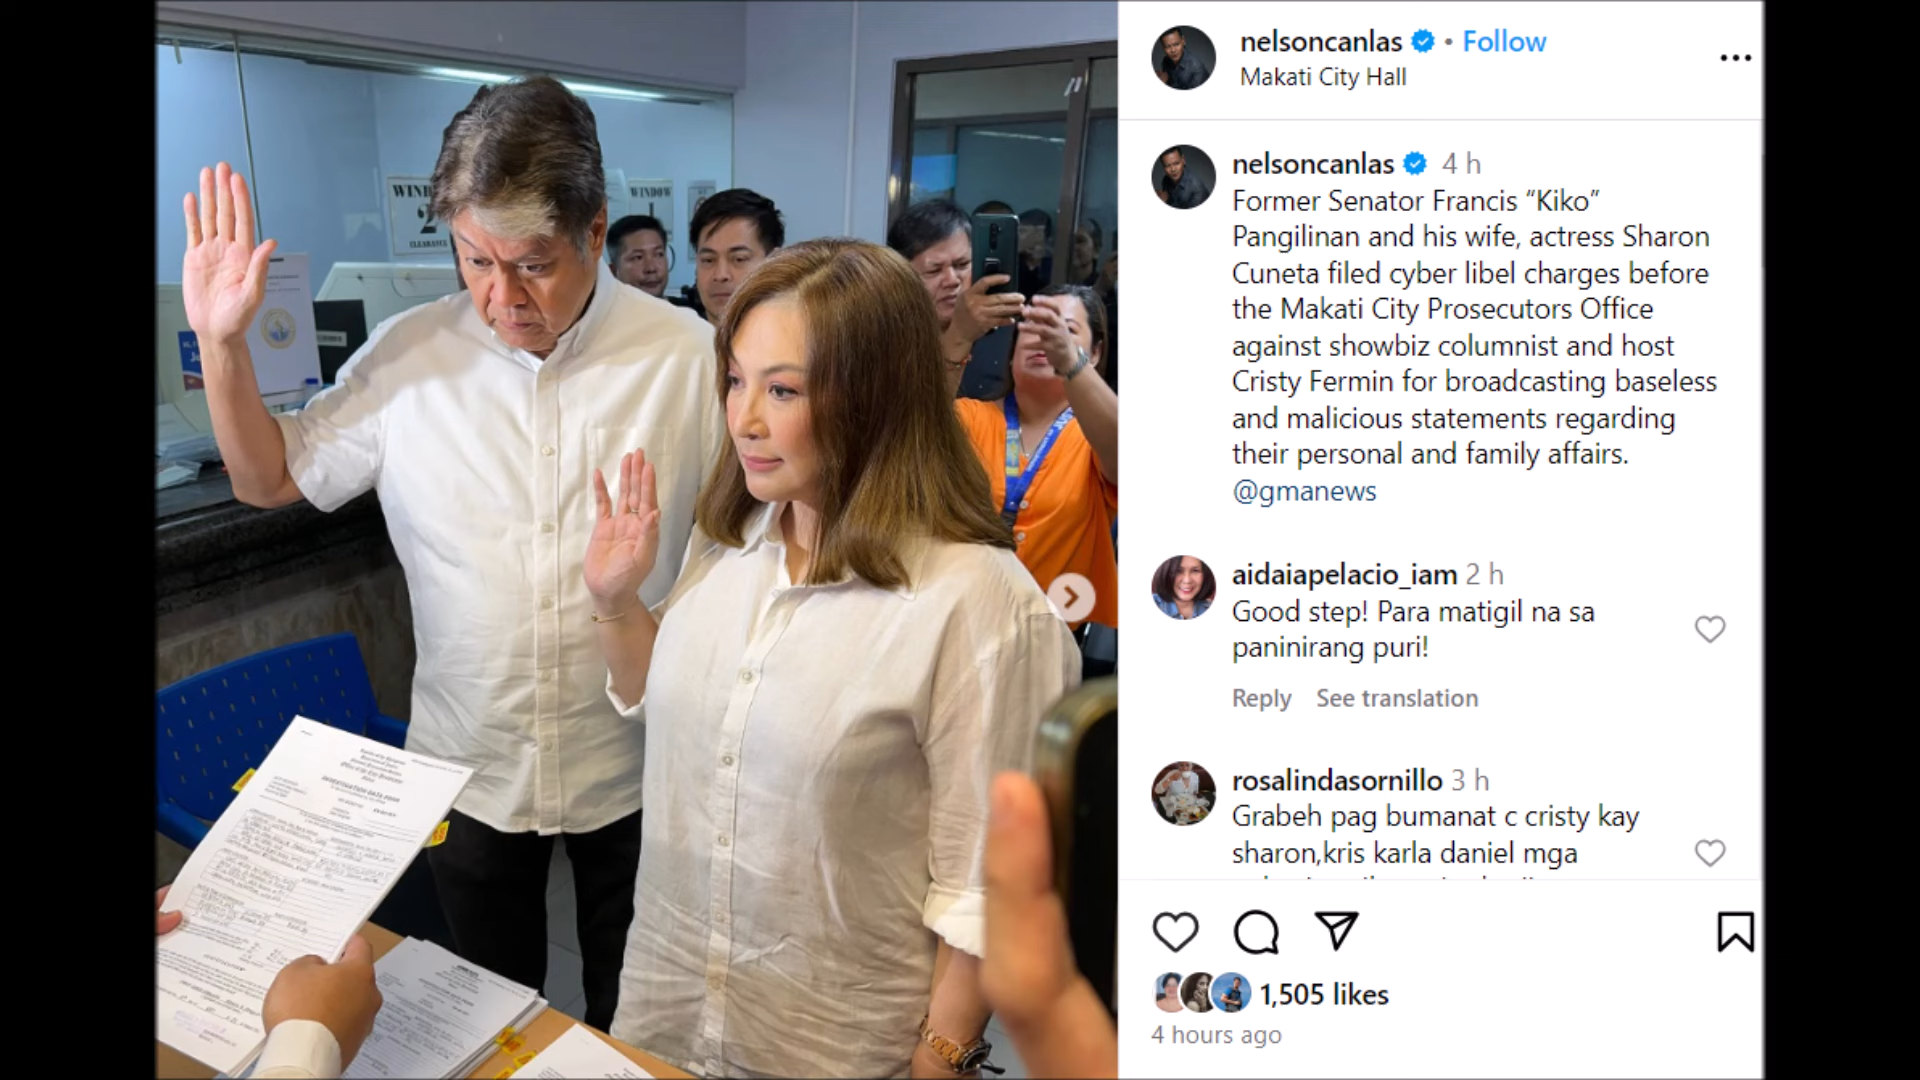 WINDOW
2
CLEARANCE
WINDOW
1
nelsoncanlas • Follow
Makati City Hall
nelsoncanlas 4 h
Former Senator Francis “Kiko”
Pangilinan and his wife, actress Sharon
Cuneta filed cyber libel charges before
the Makati City Prosecutors Office
against showbiz columnist and host
Cristy Fermin for broadcasting baseless
and malicious statements regarding
their personal and family affairs.
@gmanews
aidaiapelacio_iam 2 h
Good step! Para matigil na sa
paninirang puri!
Reply See translation
rosalindasornillo 3 h
Grabeh pag bumanat c cristy kay
sharon,kris karla daniel mga
1,505 likes
4 hours ago